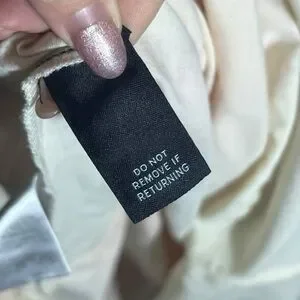 DO NOT
REMOVE IF
RETURNING